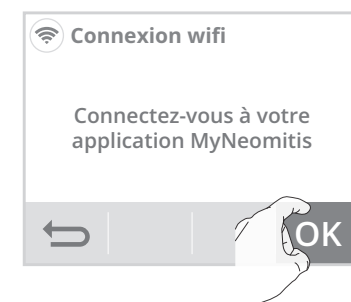 Connexion wifi
Connectez-vous à votre
application MyNeomitis
OK